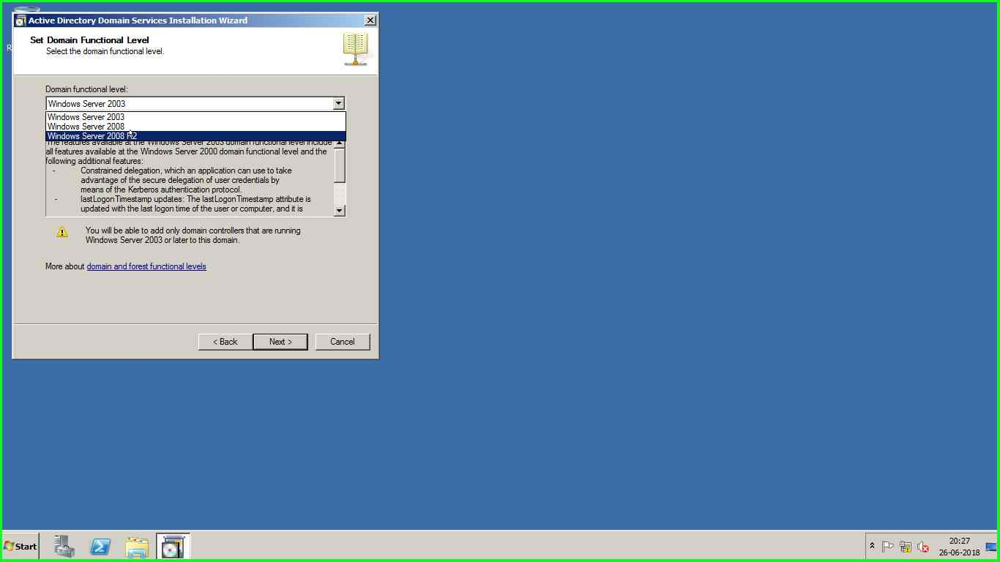 Active Directory Domain Services Installation Wizard
Set Domain Functional Level
Select the domain functional level.
R
Domain functional level:
Windows Server 2003
Windows Server 2003
Windows Server 2008
Windows Server 2008 R2
The features available at the Windows Server 2003 domain functional level include
all features available at the Windows Server 2000 domain functional level and the
following additional features:
- Constrained delegation, which an application can use to take
advantage of the secure delegation of user credentials by
means of the Kerberos authentication protocol.
- lastLogonTimestamp updates: The lastLogonTimestamp attribute is
updated with the last logon time of the user or computer, and it is
You will be able to add only domain controllers that are running
Windows Server 2003 or later to this domain.
More about domain and forest functional levels
< Back Next > Cancel
Start
20:27
26-06-2018